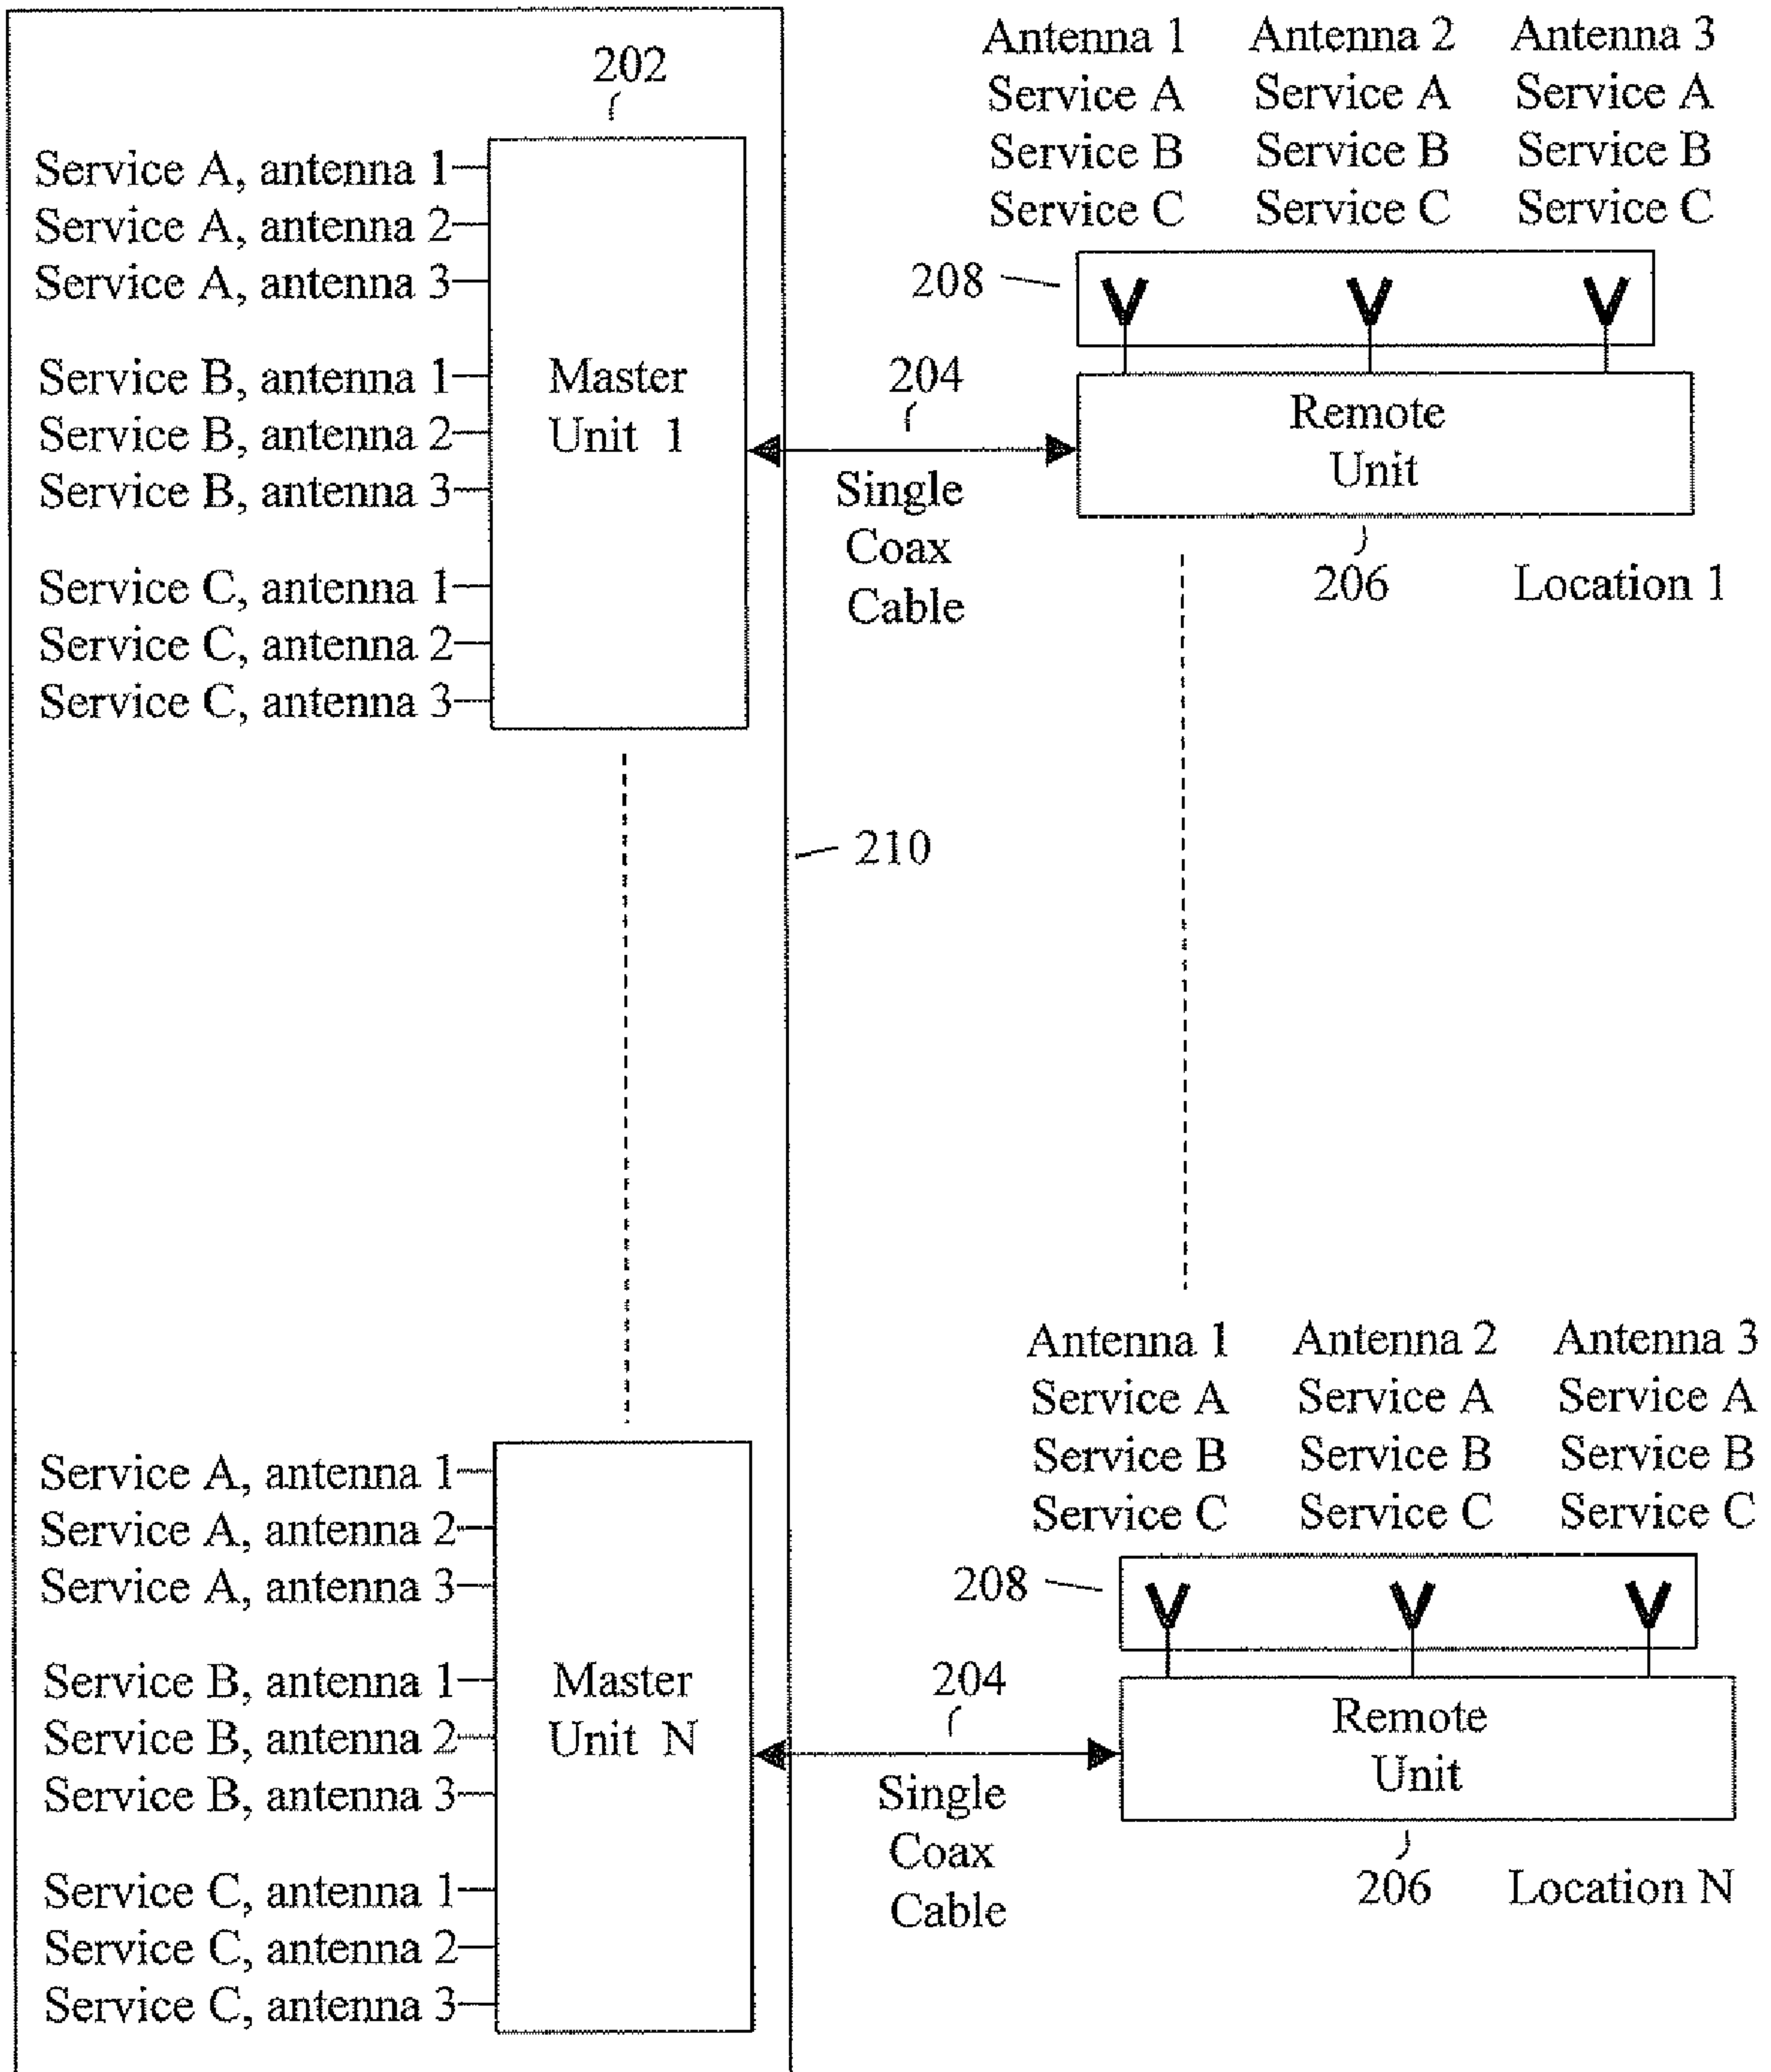 202
Service A, antenna 1
Service A, antenna 2
Service A, antenna 3
Service B, antenna 1
Service B, antenna 2
Service B, antenna 3
Service C, antenna 1
Service C, antenna 2
Service C, antenna 3
Master
Unit 1
204
Single
Coax
Cable
Antenna 1 Antenna 2 Antenna 3
Service A Service A Service A
Service B Service B Service B
Service C Service C Service C
208
Remote
Unit
206 Location 1
210
Service A, antenna 1
Service A, antenna 2
Service A, antenna 3
Service B, antenna 1
Service B, antenna 2
Service B, antenna 3
Service C, antenna 1
Service C, antenna 2
Service C, antenna 3
Master
Unit N
204
Single
Coax
Cable
Antenna 1 Antenna 2 Antenna 3
Service A Service A Service A
Service B Service B Service B
Service C Service C Service C
208
Remote
Unit
206 Location N